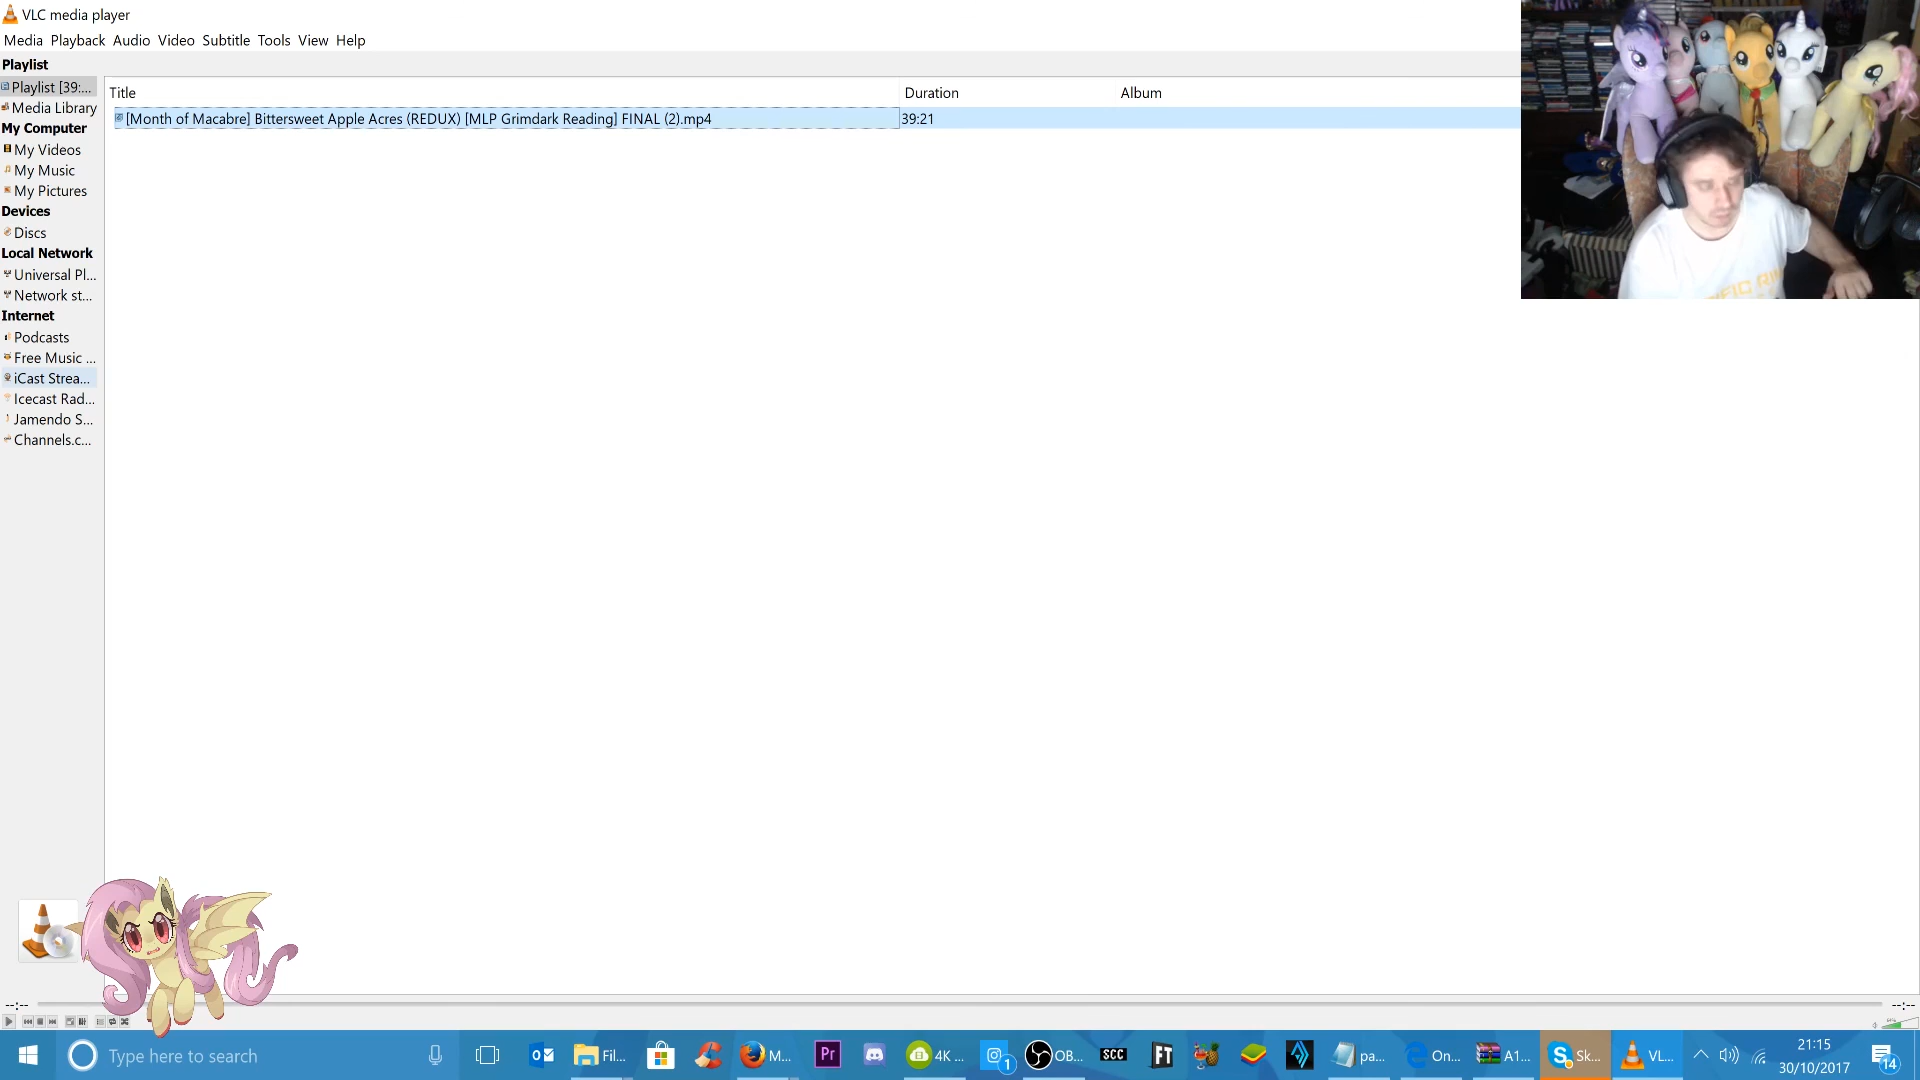 VLC media player
Media Playback Audio Video Subtitle Tools View Help
Playlist
Playlist [39:...
Media Library
My Computer
My Videos
My Music
My Pictures
Devices
Discs
Local Network
Universal Pl...
Network st...
Internet
Podcasts
Free Music ...
iCast Strea...
Icecast Rad...
Jamendo S...
Channels.c...
Title Duration Album
[Month of Macabre] Bittersweet Apple Acres (REDUX) [MLP Grimdark Reading] FINAL (2).mp4 39:21
--:-- --:--
Type here to search
Fil...
M...
Pr
4K ...
1
OB...
SCC
FT
pa...
On...
A1...
Sk...
VL...
21:15
30/10/2017
14